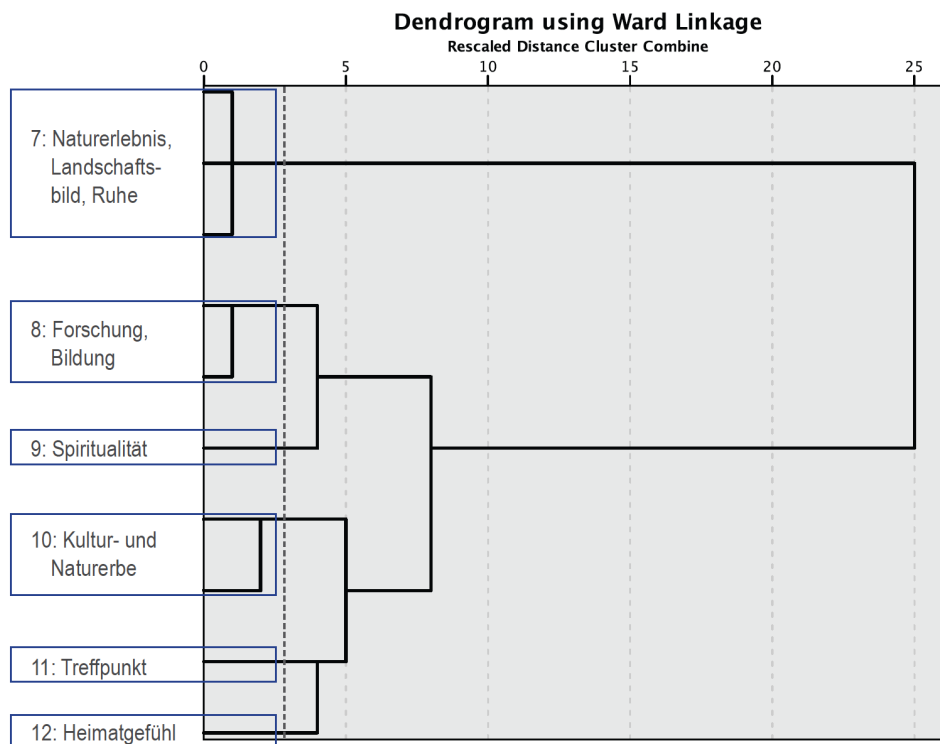 Dendrogram using Ward Linkage
Rescaled Distance Cluster Combine
0 5 10 15 20 25
7: Naturerlebnis,
Landschafts-
bild, Ruhe
8: Forschung,
Bildung
9: Spiritualität
10: Kultur- und
Naturerbe
11: Treffpunkt
12: Heimatgefühl